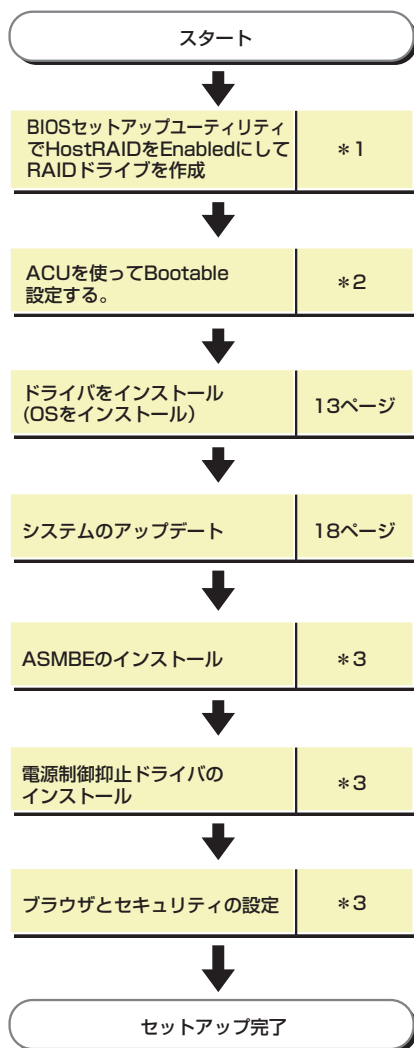 スタート
BIOSセットアップユーティリティ
でHostRAIDをEnabledにして
RAIDドライブを作成
＊1
ACUを使ってBootable
設定する。
＊2
ドライバをインストール
(OSをインストール)
13ページ
システムのアップデート
18ページ
ASMBEのインストール
＊3
電源制御抑止ドライバの
インストール
＊3
ブラウザとセキュリティの設定
＊3
セットアップ完了